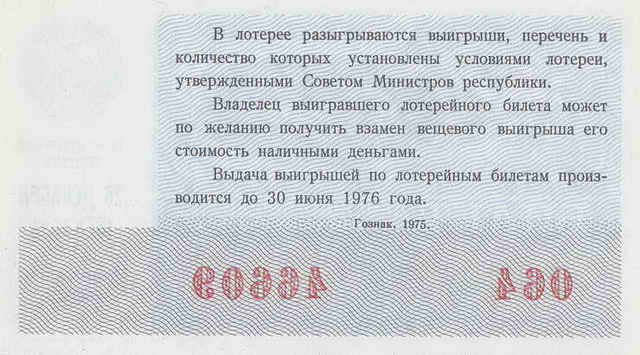 В лотерее разыгрываются выигрыши, перечень и
количество которых установлены условиями лотереи,
утвержденными Советом Министров республики.
Владелец выигравшего лотерейного билета может
по желанию получить взамен вещевого выигрыша его
стоимость наличными деньгами.
Выдача выигрышей по лотерейным билетам произ-
водится до 30 июня 1976 года.
Гознак, 1975.